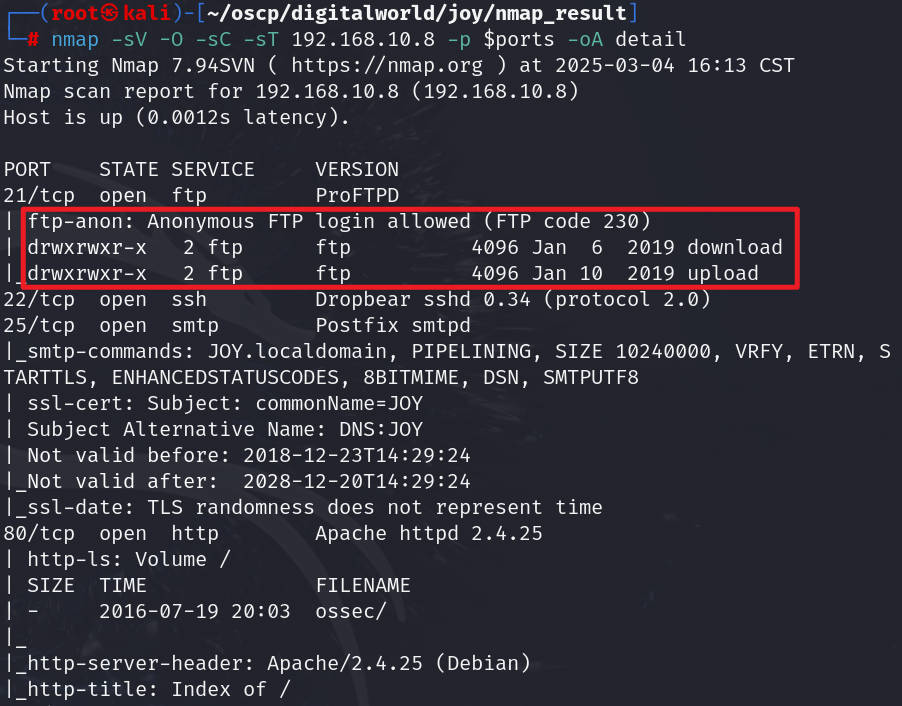 ┌──(root㉿kali)-[~/oscp/digitalworld/joy/nmap_result]
└─# nmap -sV -O -sC -sT 192.168.10.8 -p $ports -oA detail
Starting Nmap 7.94SVN ( https://nmap.org ) at 2025-03-04 16:13 CST
Nmap scan report for 192.168.10.8 (192.168.10.8)
Host is up (0.0012s latency).

PORT   STATE SERVICE     VERSION
21/tcp  open  ftp         ProFTPD
| ftp-anon: Anonymous FTP login allowed (FTP code 230)
| drwxrwxr-x   2 ftp      ftp          4096 Jan  6  2019 download
|_drwxrwxr-x   2 ftp      ftp          4096 Jan 10  2019 upload
22/tcp  open  ssh         Dropbear sshd 0.34 (protocol 2.0)
25/tcp  open  smtp        Postfix smtpd
|_smtp-commands: JOY.localdomain, PIPELINING, SIZE 10240000, VRFY, ETRN, S
TARTTLS, ENHANCEDSTATUSCODES, 8BITMIME, DSN, SMTPUTF8
| ssl-cert: Subject: commonName=JOY
| Subject Alternative Name: DNS:JOY
| Not valid before: 2018-12-23T14:29:24
|_Not valid after:  2028-12-20T14:29:24
|_ssl-date: TLS randomness does not represent time
80/tcp  open  http        Apache httpd 2.4.25
| http-ls: Volume /
| SIZE  TIME              FILENAME
| -     2016-07-19 20:03  ossec/
|_
|_http-server-header: Apache/2.4.25 (Debian)
|_http-title: Index of /